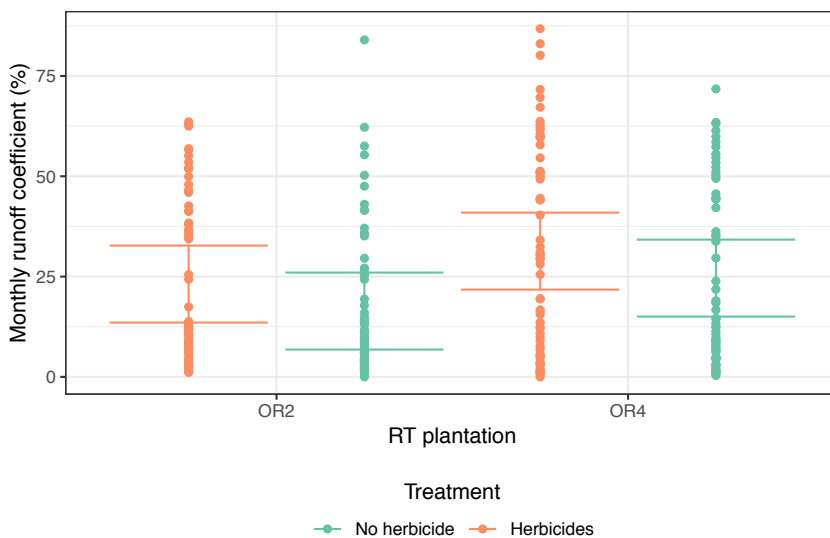 Monthly runoff coefficient (%)
75
50
25
0
OR2 OR4
RT plantation
Treatment
No herbicide Herbicides